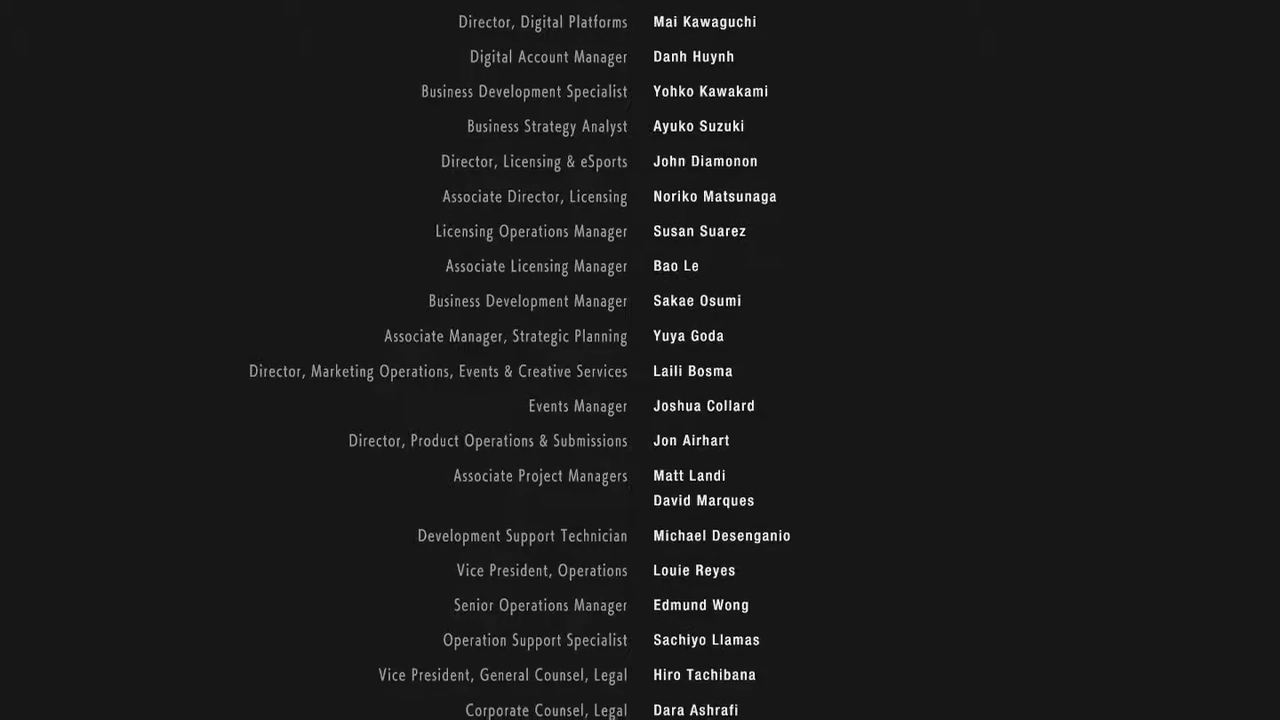 Director, Digital Platforms Mai Kawaguchi
Digital Account Manager Danh Huynh
Business Development Specialist Yohko Kawakami
Business Strategy Analyst Ayuko Suzuki
Director, Licensing & eSports John Diamonon
Associate Director, Licensing Noriko Matsunaga
Licensing Operations Manager Susan Suarez
Associate Licensing Manager Bao Le
Business Development Manager Sakae Osumi
Associate Manager, Strategic Planning Yuya Goda
Director, Marketing Operations, Events & Creative Services Laili Bosma
Events Manager Joshua Collard
Director, Product Operations & Submissions Jon Airhart
Associate Project Managers Matt Landi
David Marques
Development Support Technician Michael Desenganio
Vice President, Operations Louie Reyes
Senior Operations Manager Edmund Wong
Operation Support Specialist Sachiyo Llamas
Vice President, General Counsel, Legal Hiro Tachibana
Corporate Counsel, Legal Dara Ashrafi